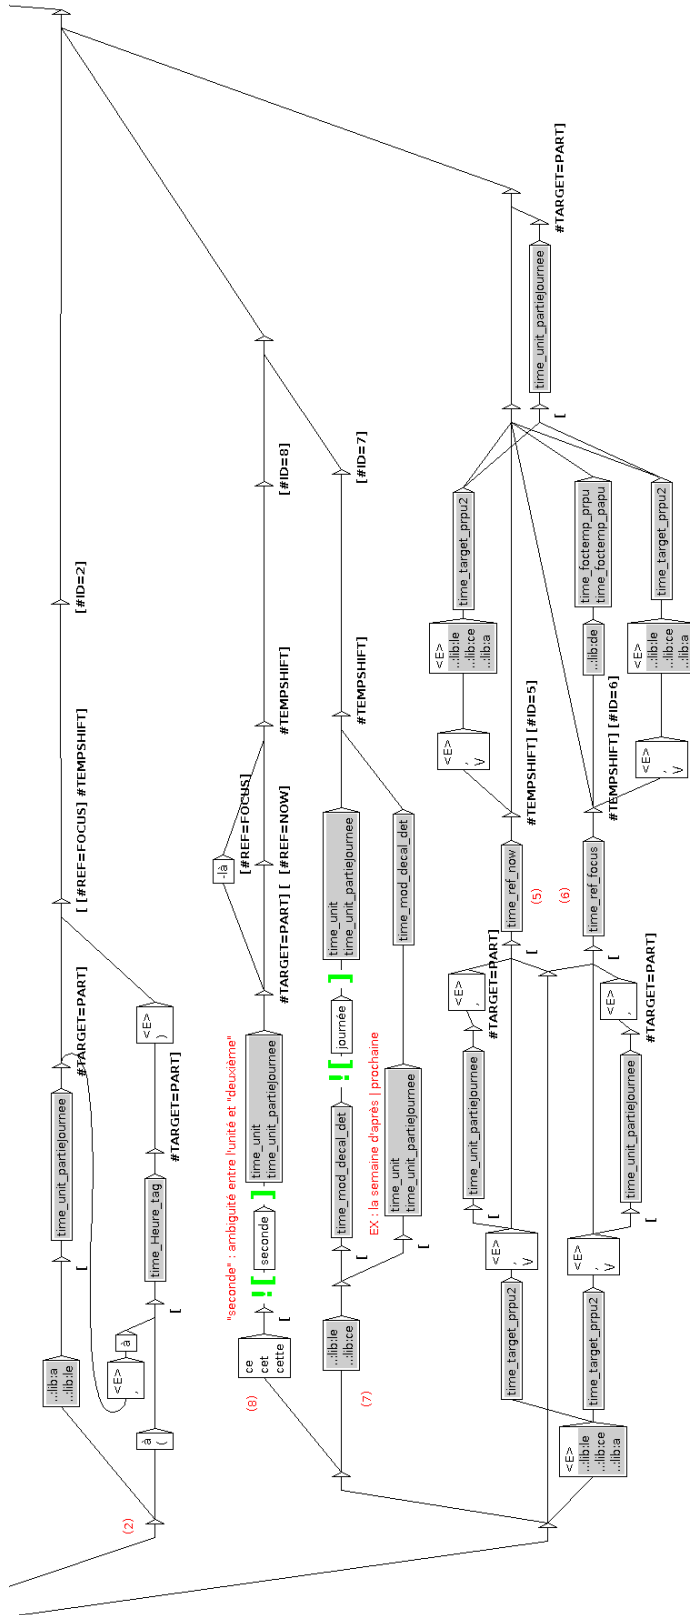 (2)
à
(
<E>
,
à
[
time_Heure_tag
#TARGET=PART]
<E>
)
...:lib:a
...:lib:le
[
time_unit_partiejournee
#TARGET=PART]
[ [#REF=FOCUS] #TEMPSHIFT]
[#ID=2]
"seconde" : ambiguité entre l'unité et "deuxième"
(8)
ce
cet
cette
[
![
seconde
]
time_unit
time_unit_partiejournee
#TARGET=PART] [
-là
[#REF=FOCUS]
[#REF=NOW]
#TEMPSHIFT]
[#ID=8]
(7)
...:lib:le
...:lib:ce
[
time_mod_decal_det
![
journée
]
time_unit
time_unit_partiejournee
EX : la semaine d'après | prochaine
[
time_unit
time_unit_partiejournee
time_mod_decal_det
#TEMPSHIFT]
[#ID=7]
<E>
...:lib:le
...:lib:ce
...:lib:a
time_target_prpu2
<E>
,
V
[
time_unit_partiejournee
#TARGET=PART]
<E>
,
[
time_ref_now
(5)
#TEMPSHIFT] [#ID=5]
<E>
,
V
<E>
...:lib:le
...:lib:ce
...:lib:a
time_target_prpu2
time_target_prpu2
<E>
,
V
[
time_unit_partiejournee
#TARGET=PART]
<E>
,
[
(6)
time_ref_focus
#TEMPSHIFT] [#ID=6]
...:lib:de
time_foctemp_prpu
time_foctemp_papu
<E>
,
V
<E>
...:lib:le
...:lib:ce
...:lib:a
time_target_prpu2
[
time_unit_partiejournee
#TARGET=PART]